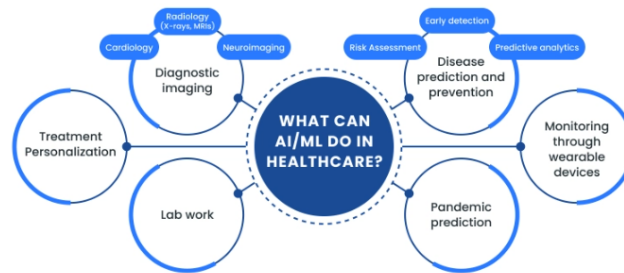 Radiology
(X-rays, MRIs)
Cardiology
Neuroimaging
Diagnostic
imaging
Early detection
Risk Assessment
Predictive analytics
Disease
prediction and
prevention
WHAT CAN
AI/ML DO IN
HEALTHCARE?
Treatment
Personalization
Monitoring
through
wearable
devices
Lab work
Pandemic
prediction